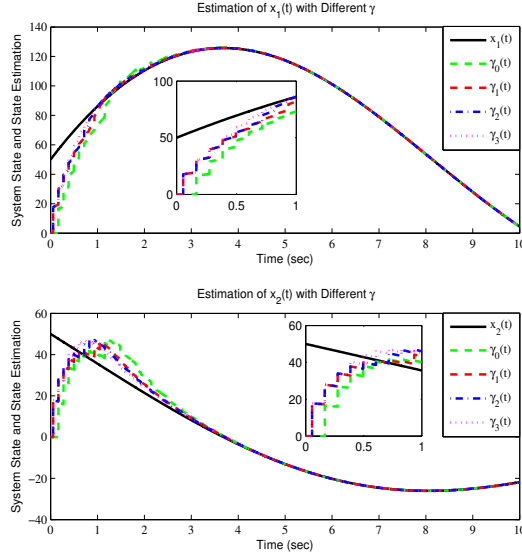 Estimation of x1(t) with Different γ
System State and State Estimation
140
120
100
80
60
40
20
0
0 1 2 3 4 5 6 7 8 9 10
Time (sec)
100
50
0
0 0.5 1
x1(t)
γ0(t)
γ1(t)
γ2(t)
γ3(t)
Estimation of x2(t) with Different γ
System State and State Estimation
60
40
20
0
−20
−40
0 1 2 3 4 5 6 7 8 9 10
Time (sec)
60
40
20
0
0 0.5 1
x2(t)
γ0(t)
γ1(t)
γ2(t)
γ3(t)